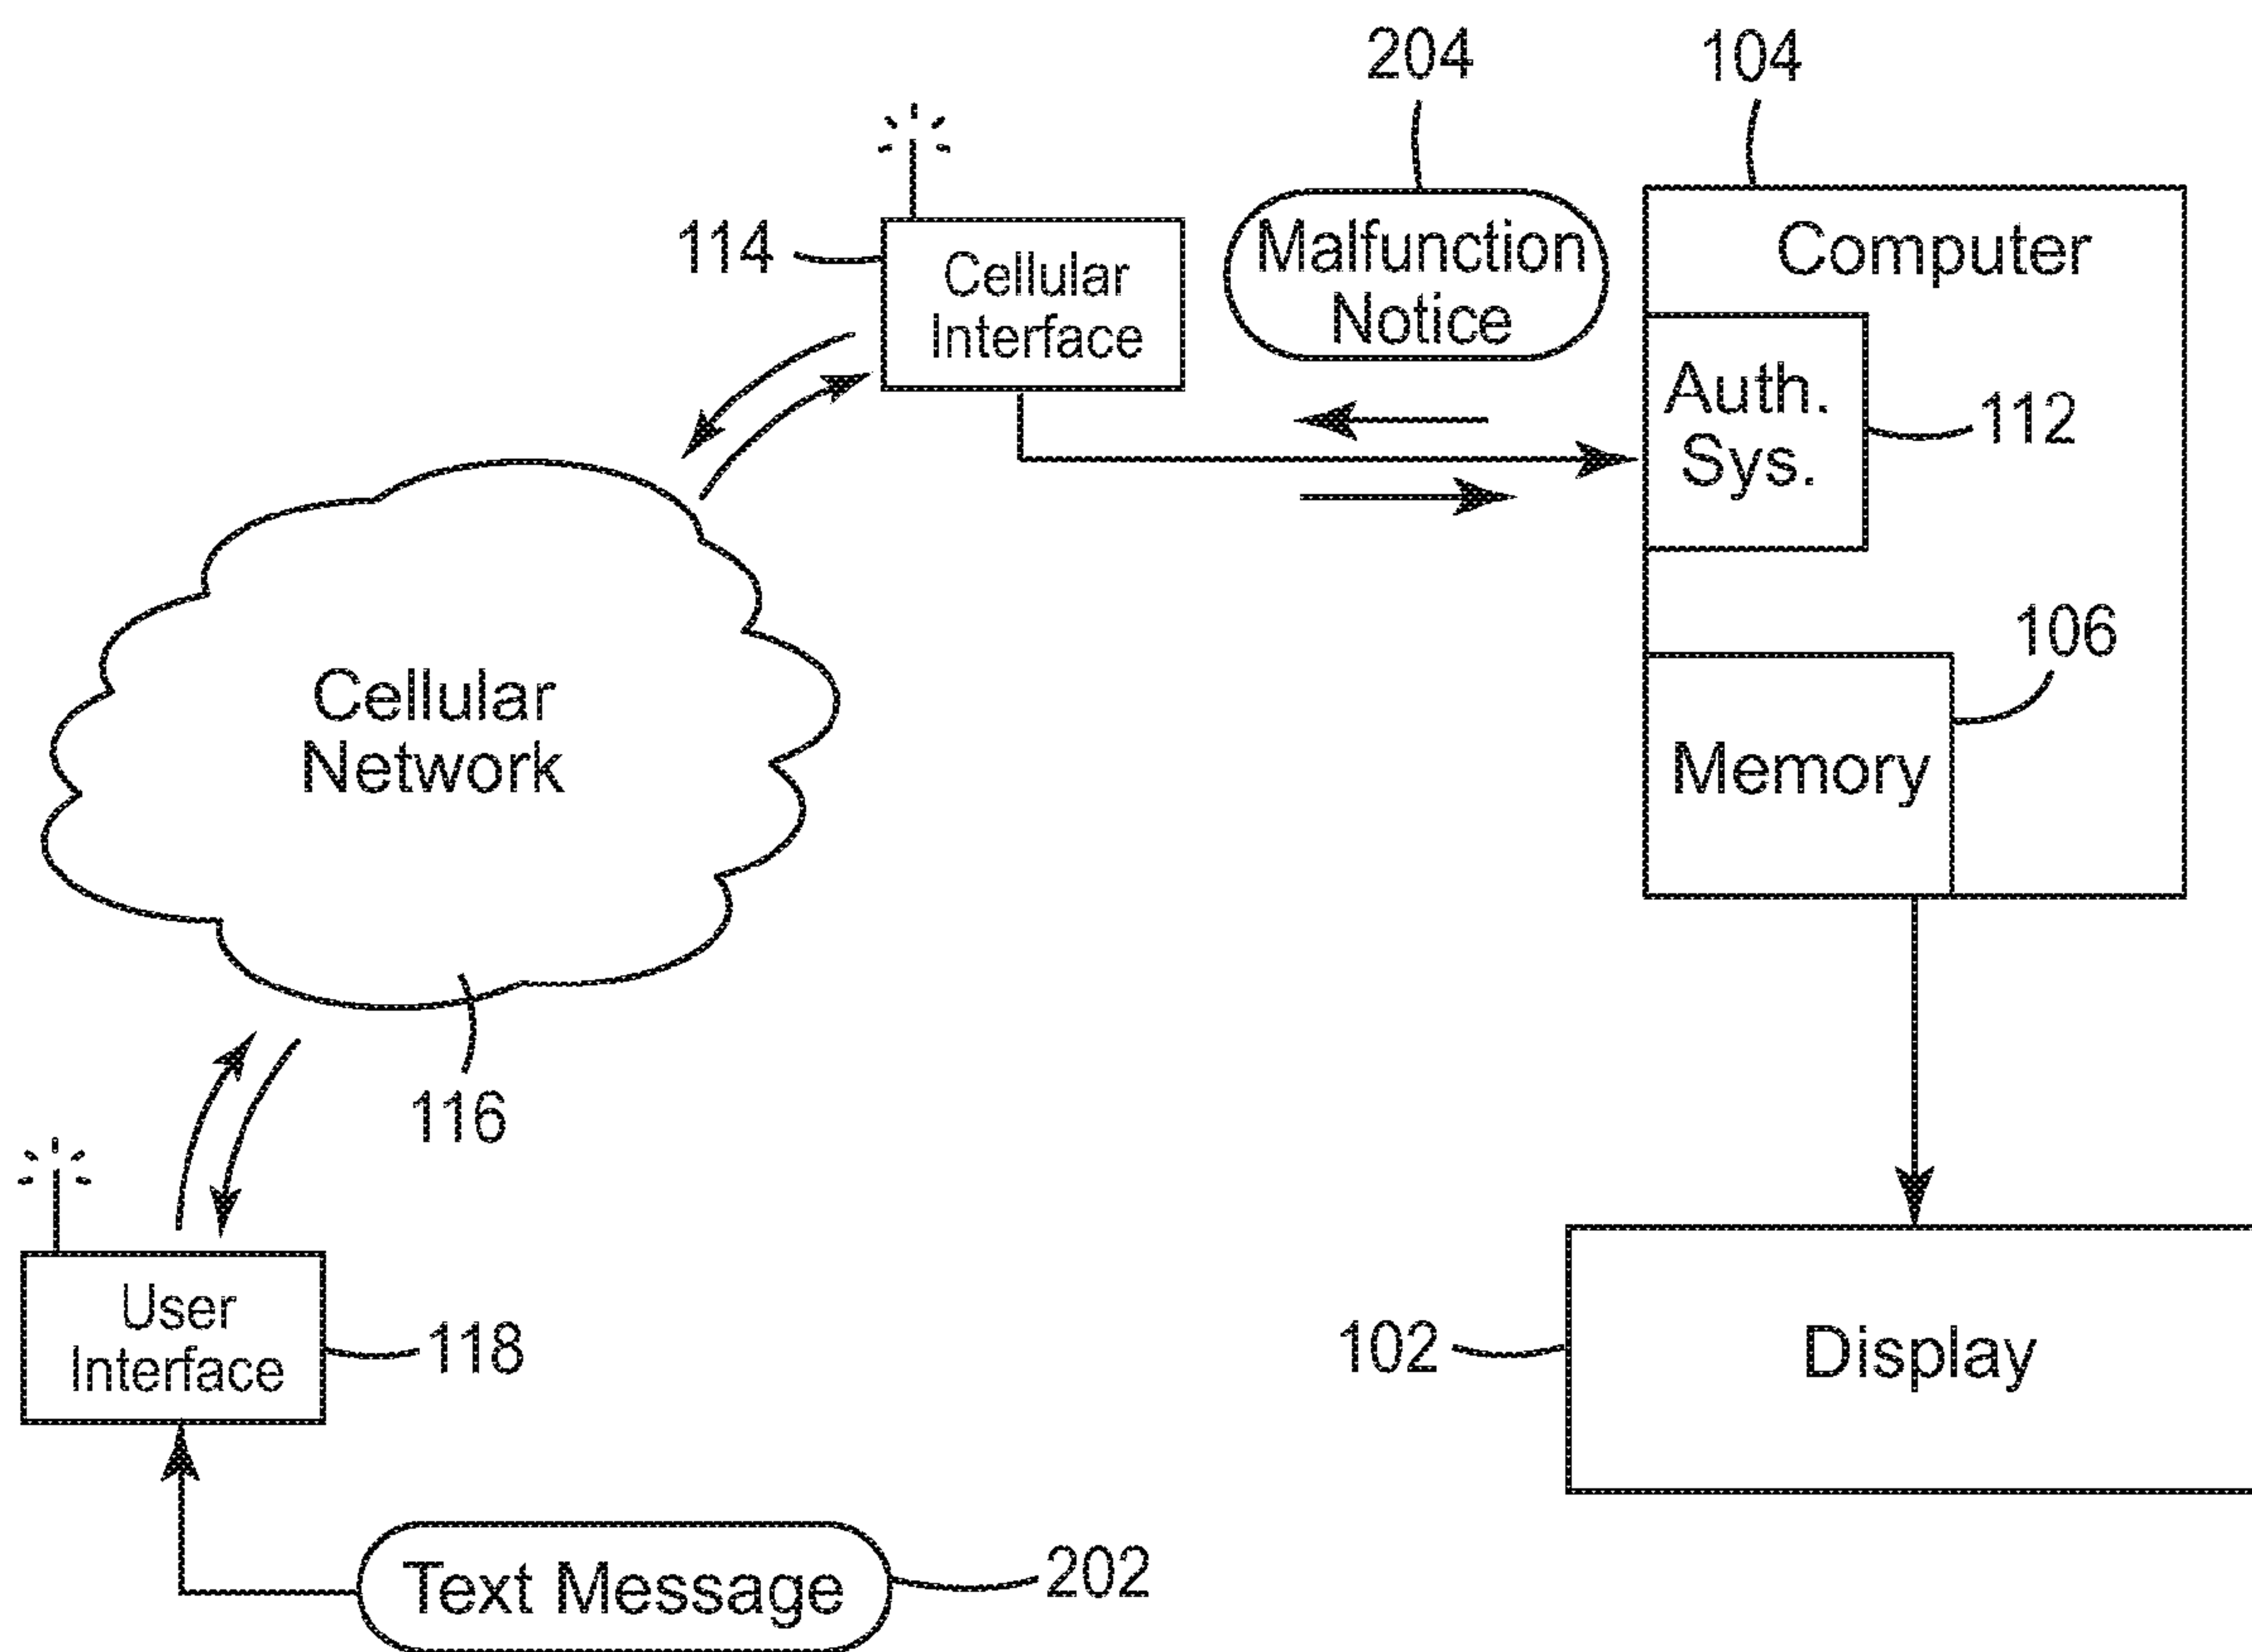 204
104
114
Cellular
Interface
Malfunction
Notice
Computer
Auth.
Sys.
112
106
Memory
Cellular
Network
116
User
Interface
118
102
Display
Text Message
202